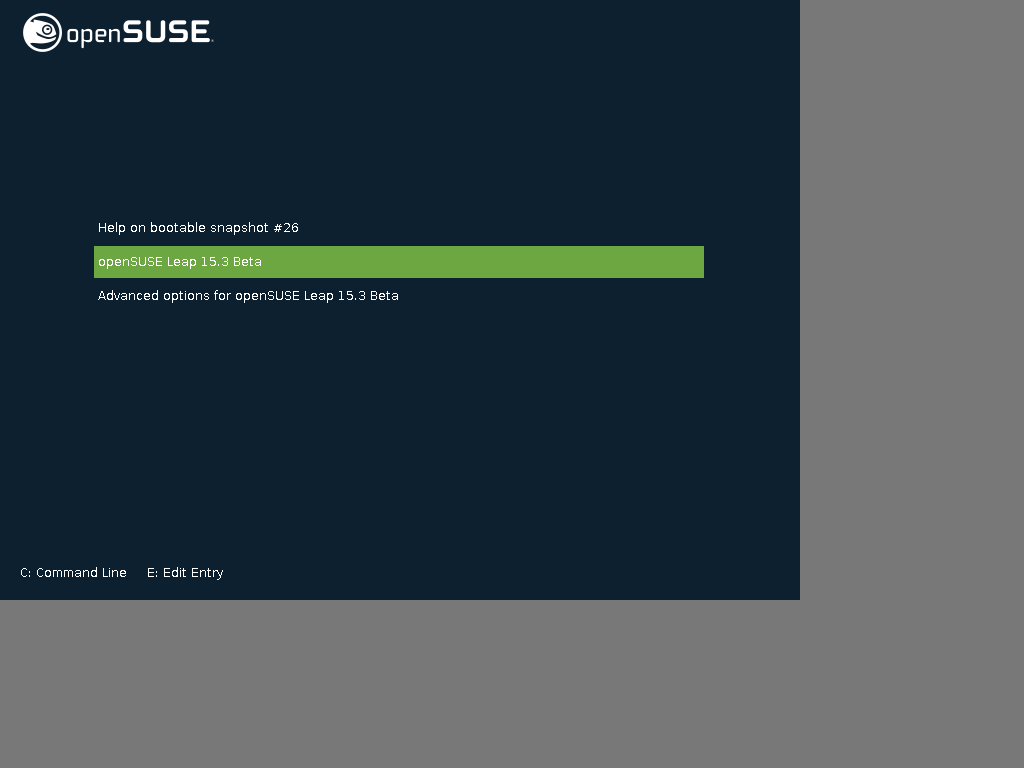 openSUSE.
Help on bootable snapshot #26
openSUSE Leap 15.3 Beta
Advanced options for openSUSE Leap 15.3 Beta
C: Command Line E: Edit Entry